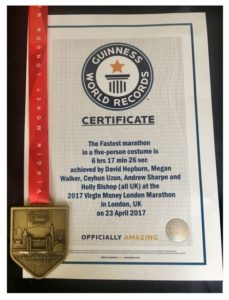 VIRGIN MONEY LONDON
GUINNESS
WORLD RECORDS
CERTIFICATE
The Fastest marathon
in a five-person costume is
6 hrs 17 min 26 sec
achieved by David Hepburn, Megan
Walker, Ceyhun Uzun, Andrew Sharpe and
Holly Bishop (all UK) at the
2017 Virgin Money London Marathon
in London, UK
on 23 April 2017
OFFICIALLY AMAZING